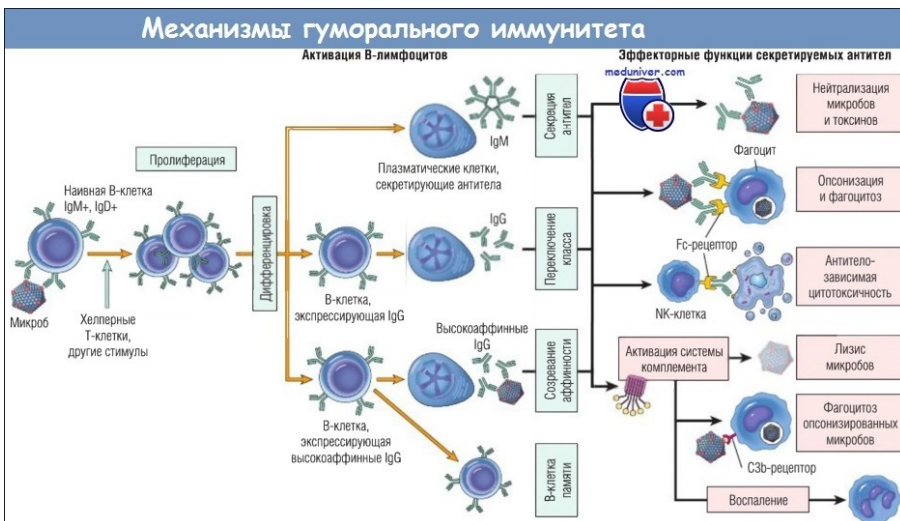 Механизмы гуморального иммунитета
Активация В-лимфоцитов
Эффекторные функции секретируемых антител
meduniver.com
Пролиферация
Наивная В-клетка
IgM+, IgD+
Микроб
Хелперные
Т-клетки,
другие стимулы
Дифференцировка
IgM
Плазматические клетки,
секретирующие антитела
Секреция
антител
IgG
В-клетка,
экспрессирующая IgG
Переключение
класса
Высокоаффинные
IgG
В-клетка,
экспрессирующая
высокоаффинные IgG
Созревание
аффинности
В-клетка
памяти
Нейтрализация
микробов
и токсинов
Фагоцит
Опсонизация
и фагоцитоз
Fc-рецептор
NK-клетка
Антитело-
зависимая
цитотоксичность
Активация системы
комплемента
Лизис
микробов
Фагоцитоз
опсонизированных
микробов
C3b-рецептор
Воспаление